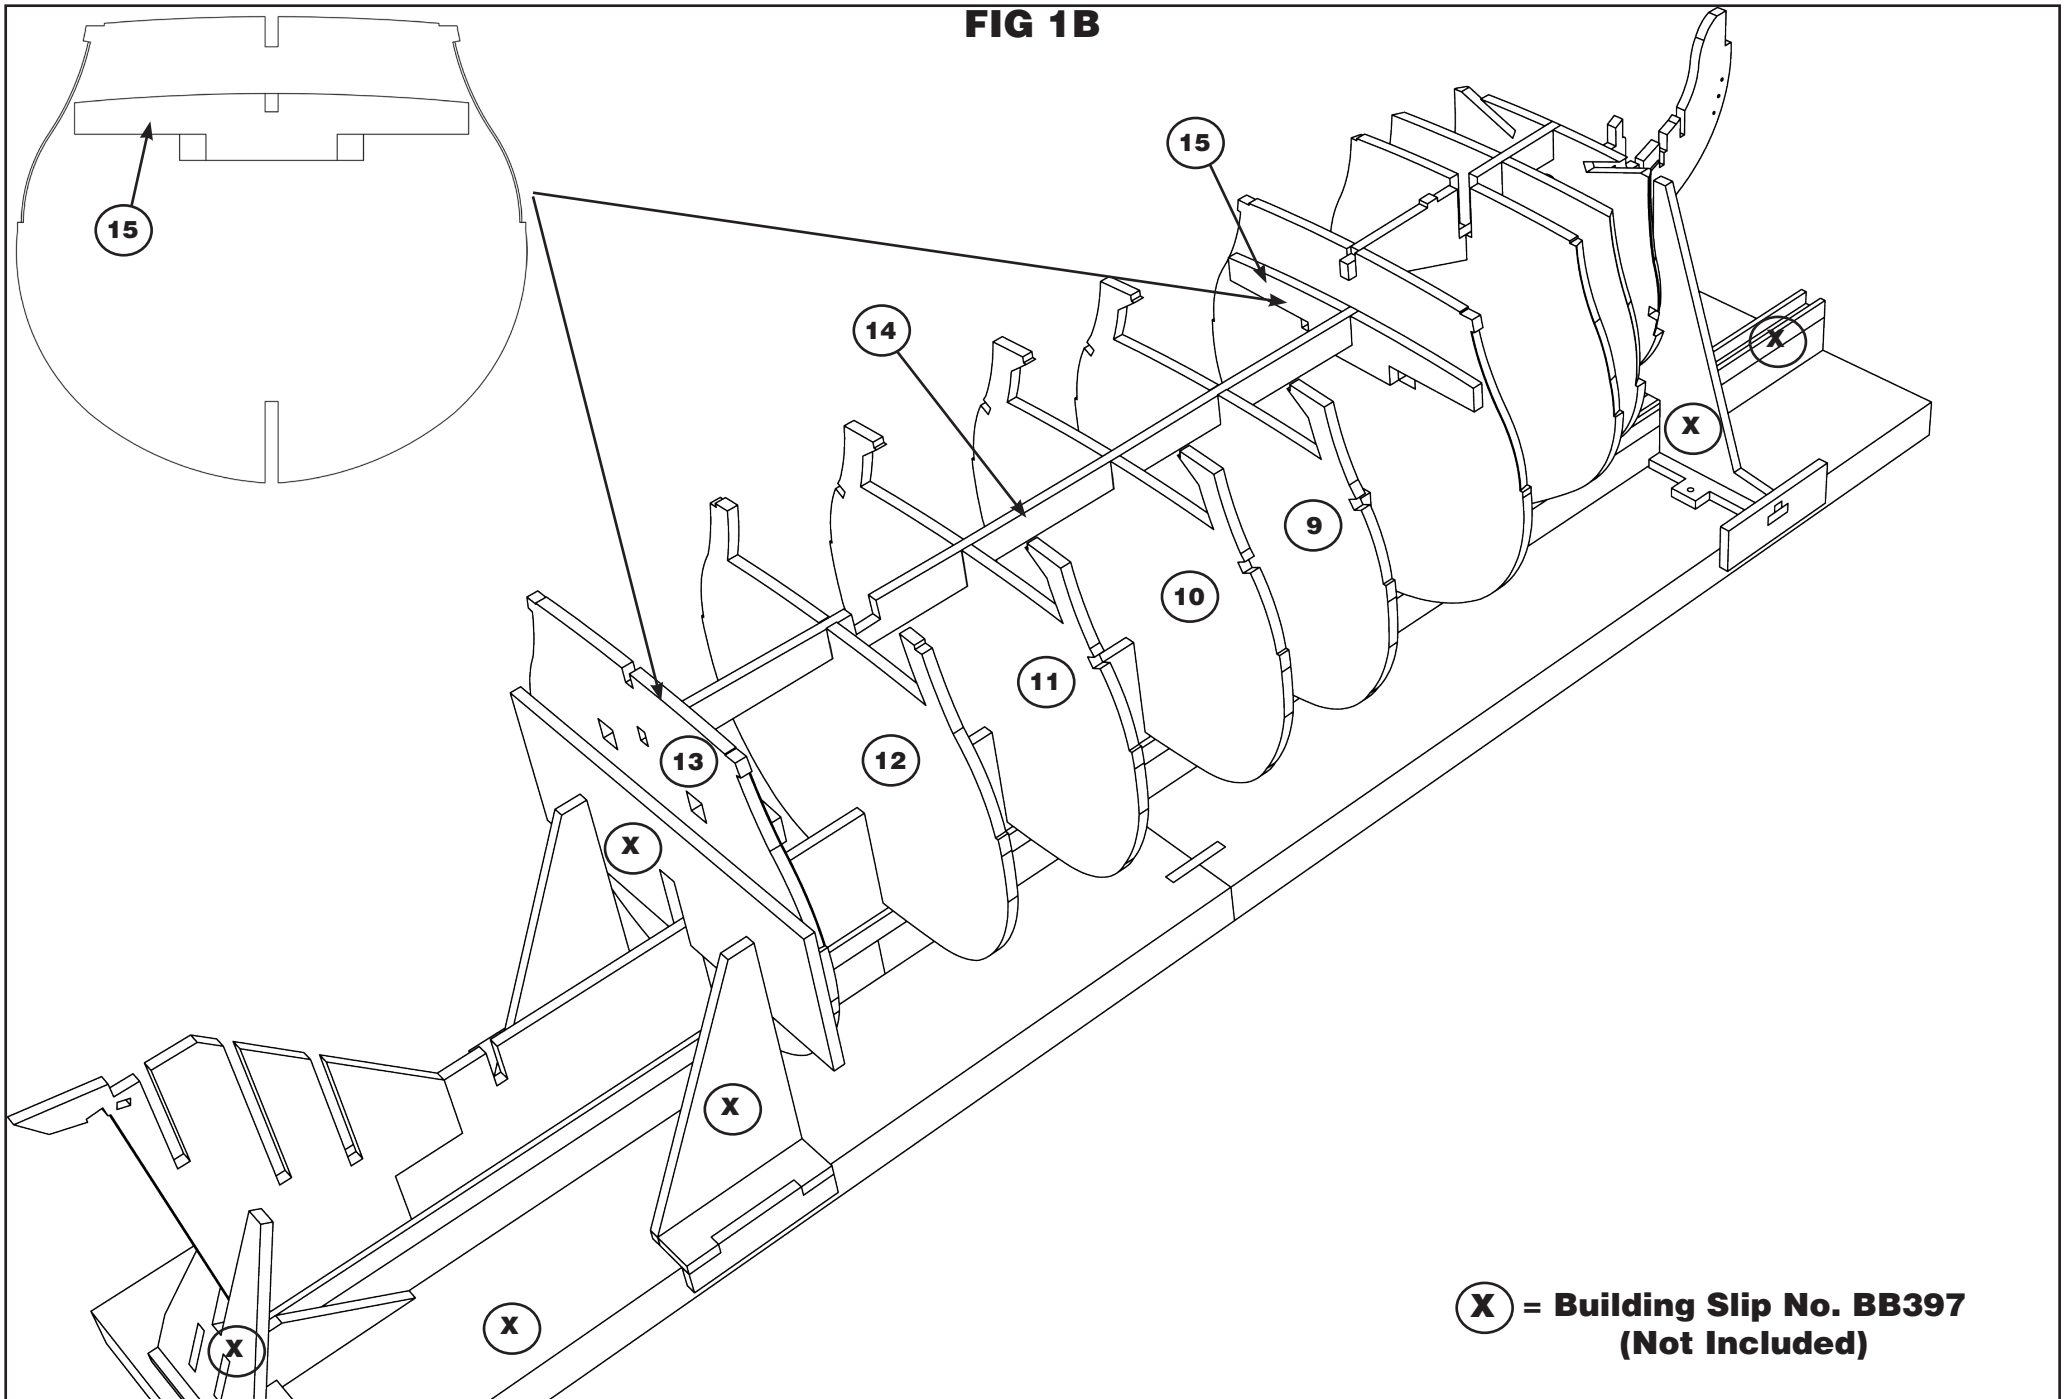 FIG 1B
15
15
14
9
10
11
12
13
X
X
X
X
X
X
X = Building Slip No. BB397
(Not Included)